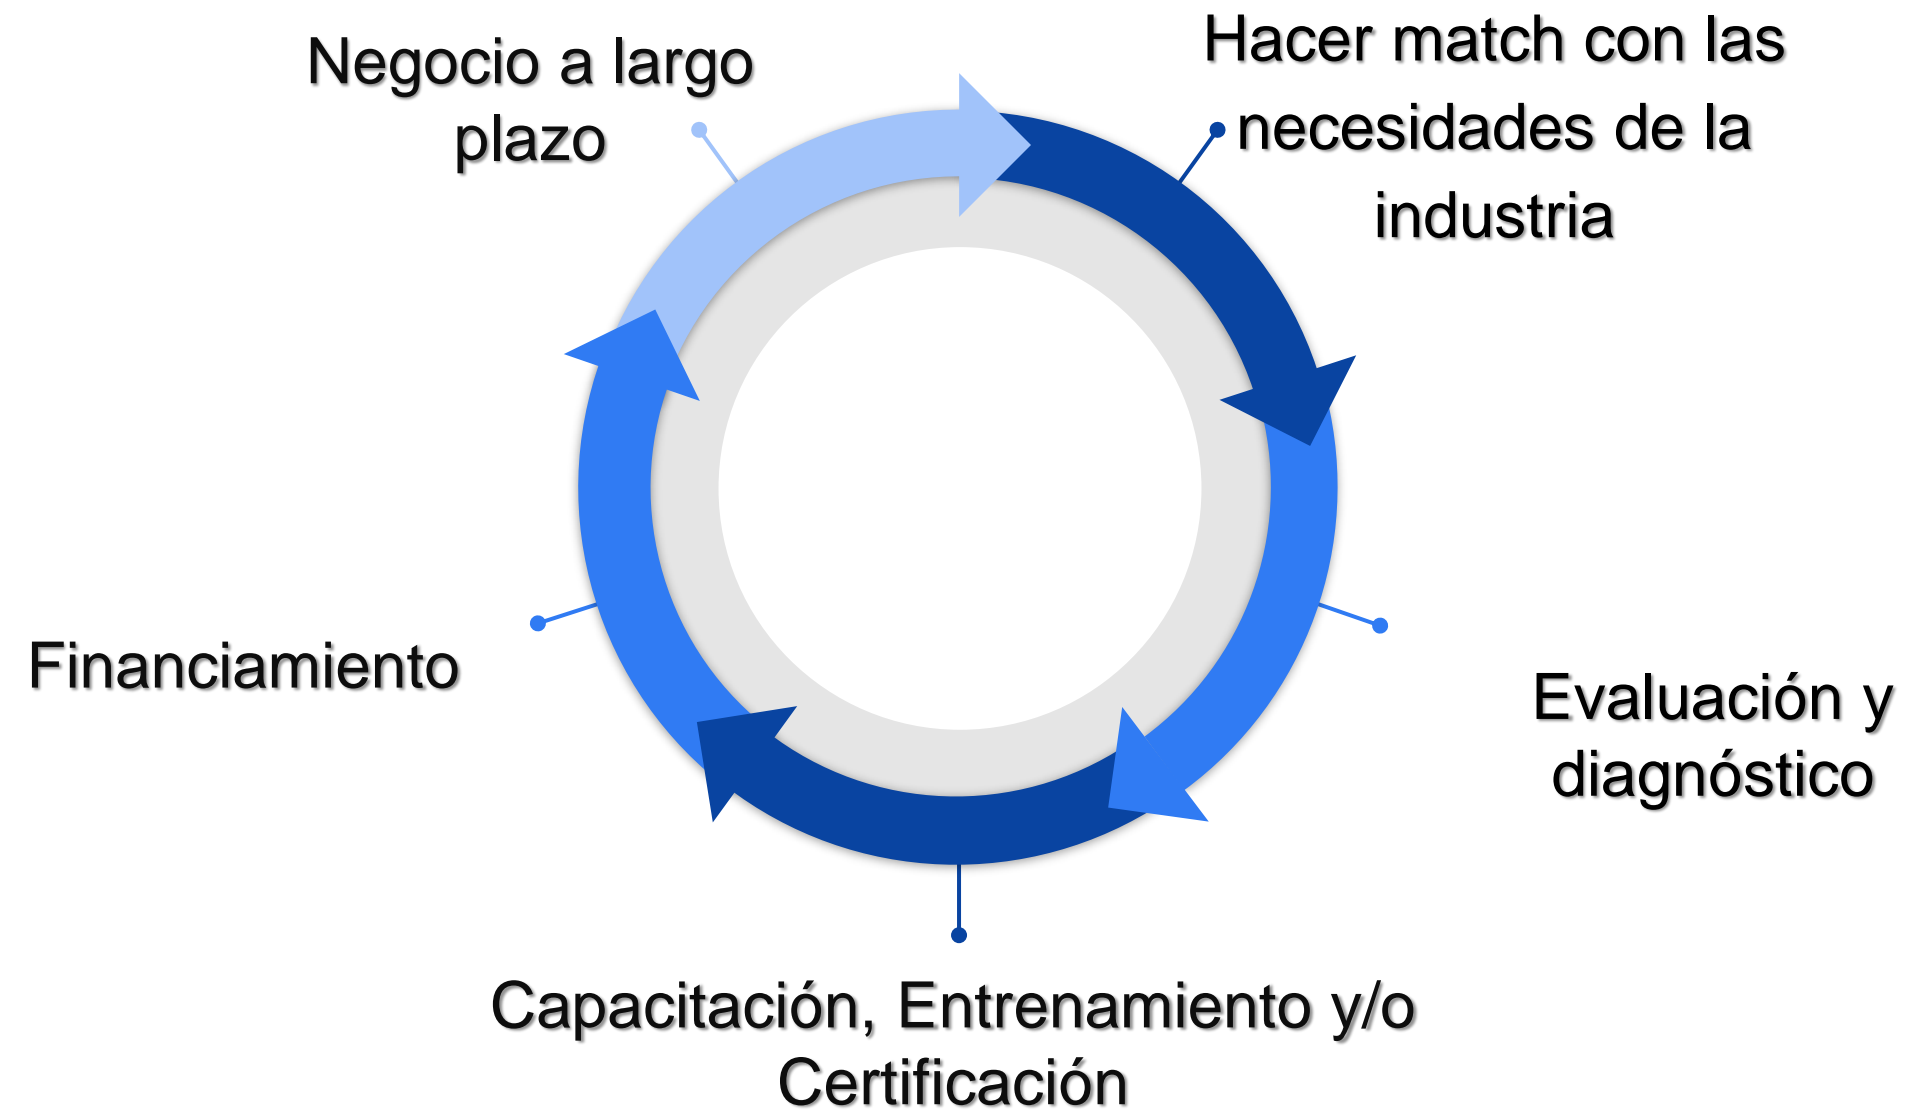 Negocio a largo
plazo
Hacer match con las
necesidades de la
industria
Financiamiento
Evaluación y
diagnóstico
Capacitación, Entrenamiento y/o
Certificación